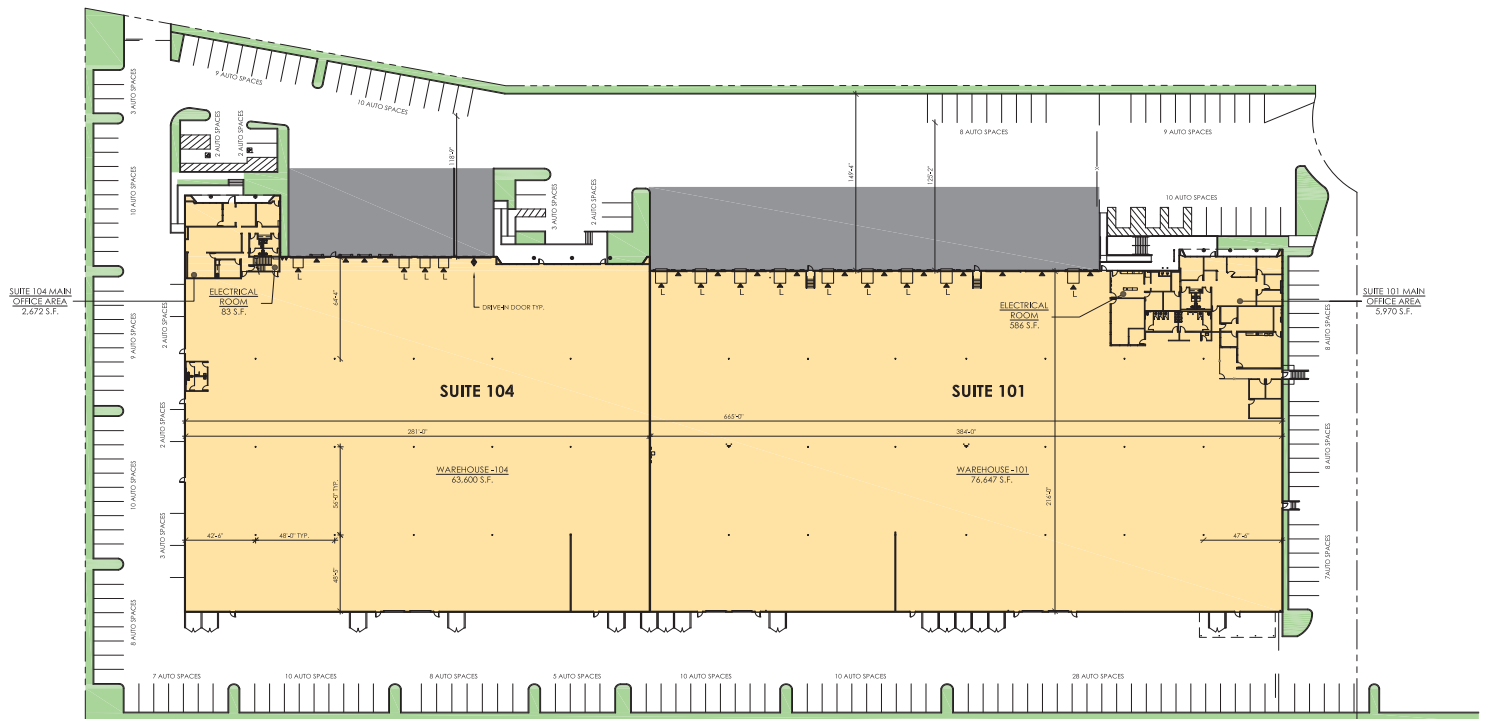 9 AUTO SPACES
10 AUTO SPACES
3 AUTO SPACES
2 AUTO SPACES
2 AUTO SPACES
118'-9"
149'-4"
125'-2"
8 AUTO SPACES
9 AUTO SPACES
10 AUTO SPACES
10 AUTO SPACES
3 AUTO SPACES
2 AUTO SPACES
SUITE 104 MAIN
OFFICE AREA
2,672 S.F.
ELECTRICAL
ROOM
83 S.F.
L
L
L
L
64'-4"
DRIVE-IN DOOR TYP.
L
L
L
L
L
L
L
L
L
ELECTRICAL
ROOM
586 S.F.
SUITE 101 MAIN
OFFICE AREA
5,970 S.F.
9 AUTO SPACES
2 AUTO SPACES
8 AUTO SPACES
SUITE 104
SUITE 101
665'-0"
281'-0"
384'-0"
2 AUTO SPACES
8 AUTO SPACES
WAREHOUSE -104
63,600 S.F.
WAREHOUSE -101
76,647 S.F.
10 AUTO SPACES
56'-0" TYP.
216'-0"
3 AUTO SPACES
42'-6"
48'-0" TYP.
47'-6"
7 AUTO SPACES
48'-5"
8 AUTO SPACES
7 AUTO SPACES
10 AUTO SPACES
8 AUTO SPACES
5 AUTO SPACES
10 AUTO SPACES
10 AUTO SPACES
28 AUTO SPACES